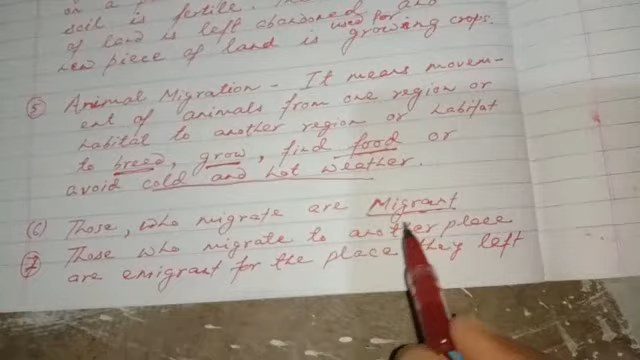 soil is fertile.
of land is left abandoned and
new piece of land is used for growing crops.
(5) Animal Migration - It means movem-
ent of animals from one region or
habital to another region or habitat
to breed, grow, find food or
avoid cold and hot weather.
(6) Those, who migrate are Migrant
(7) Those who migrate to another place
are emigrant for the place they left